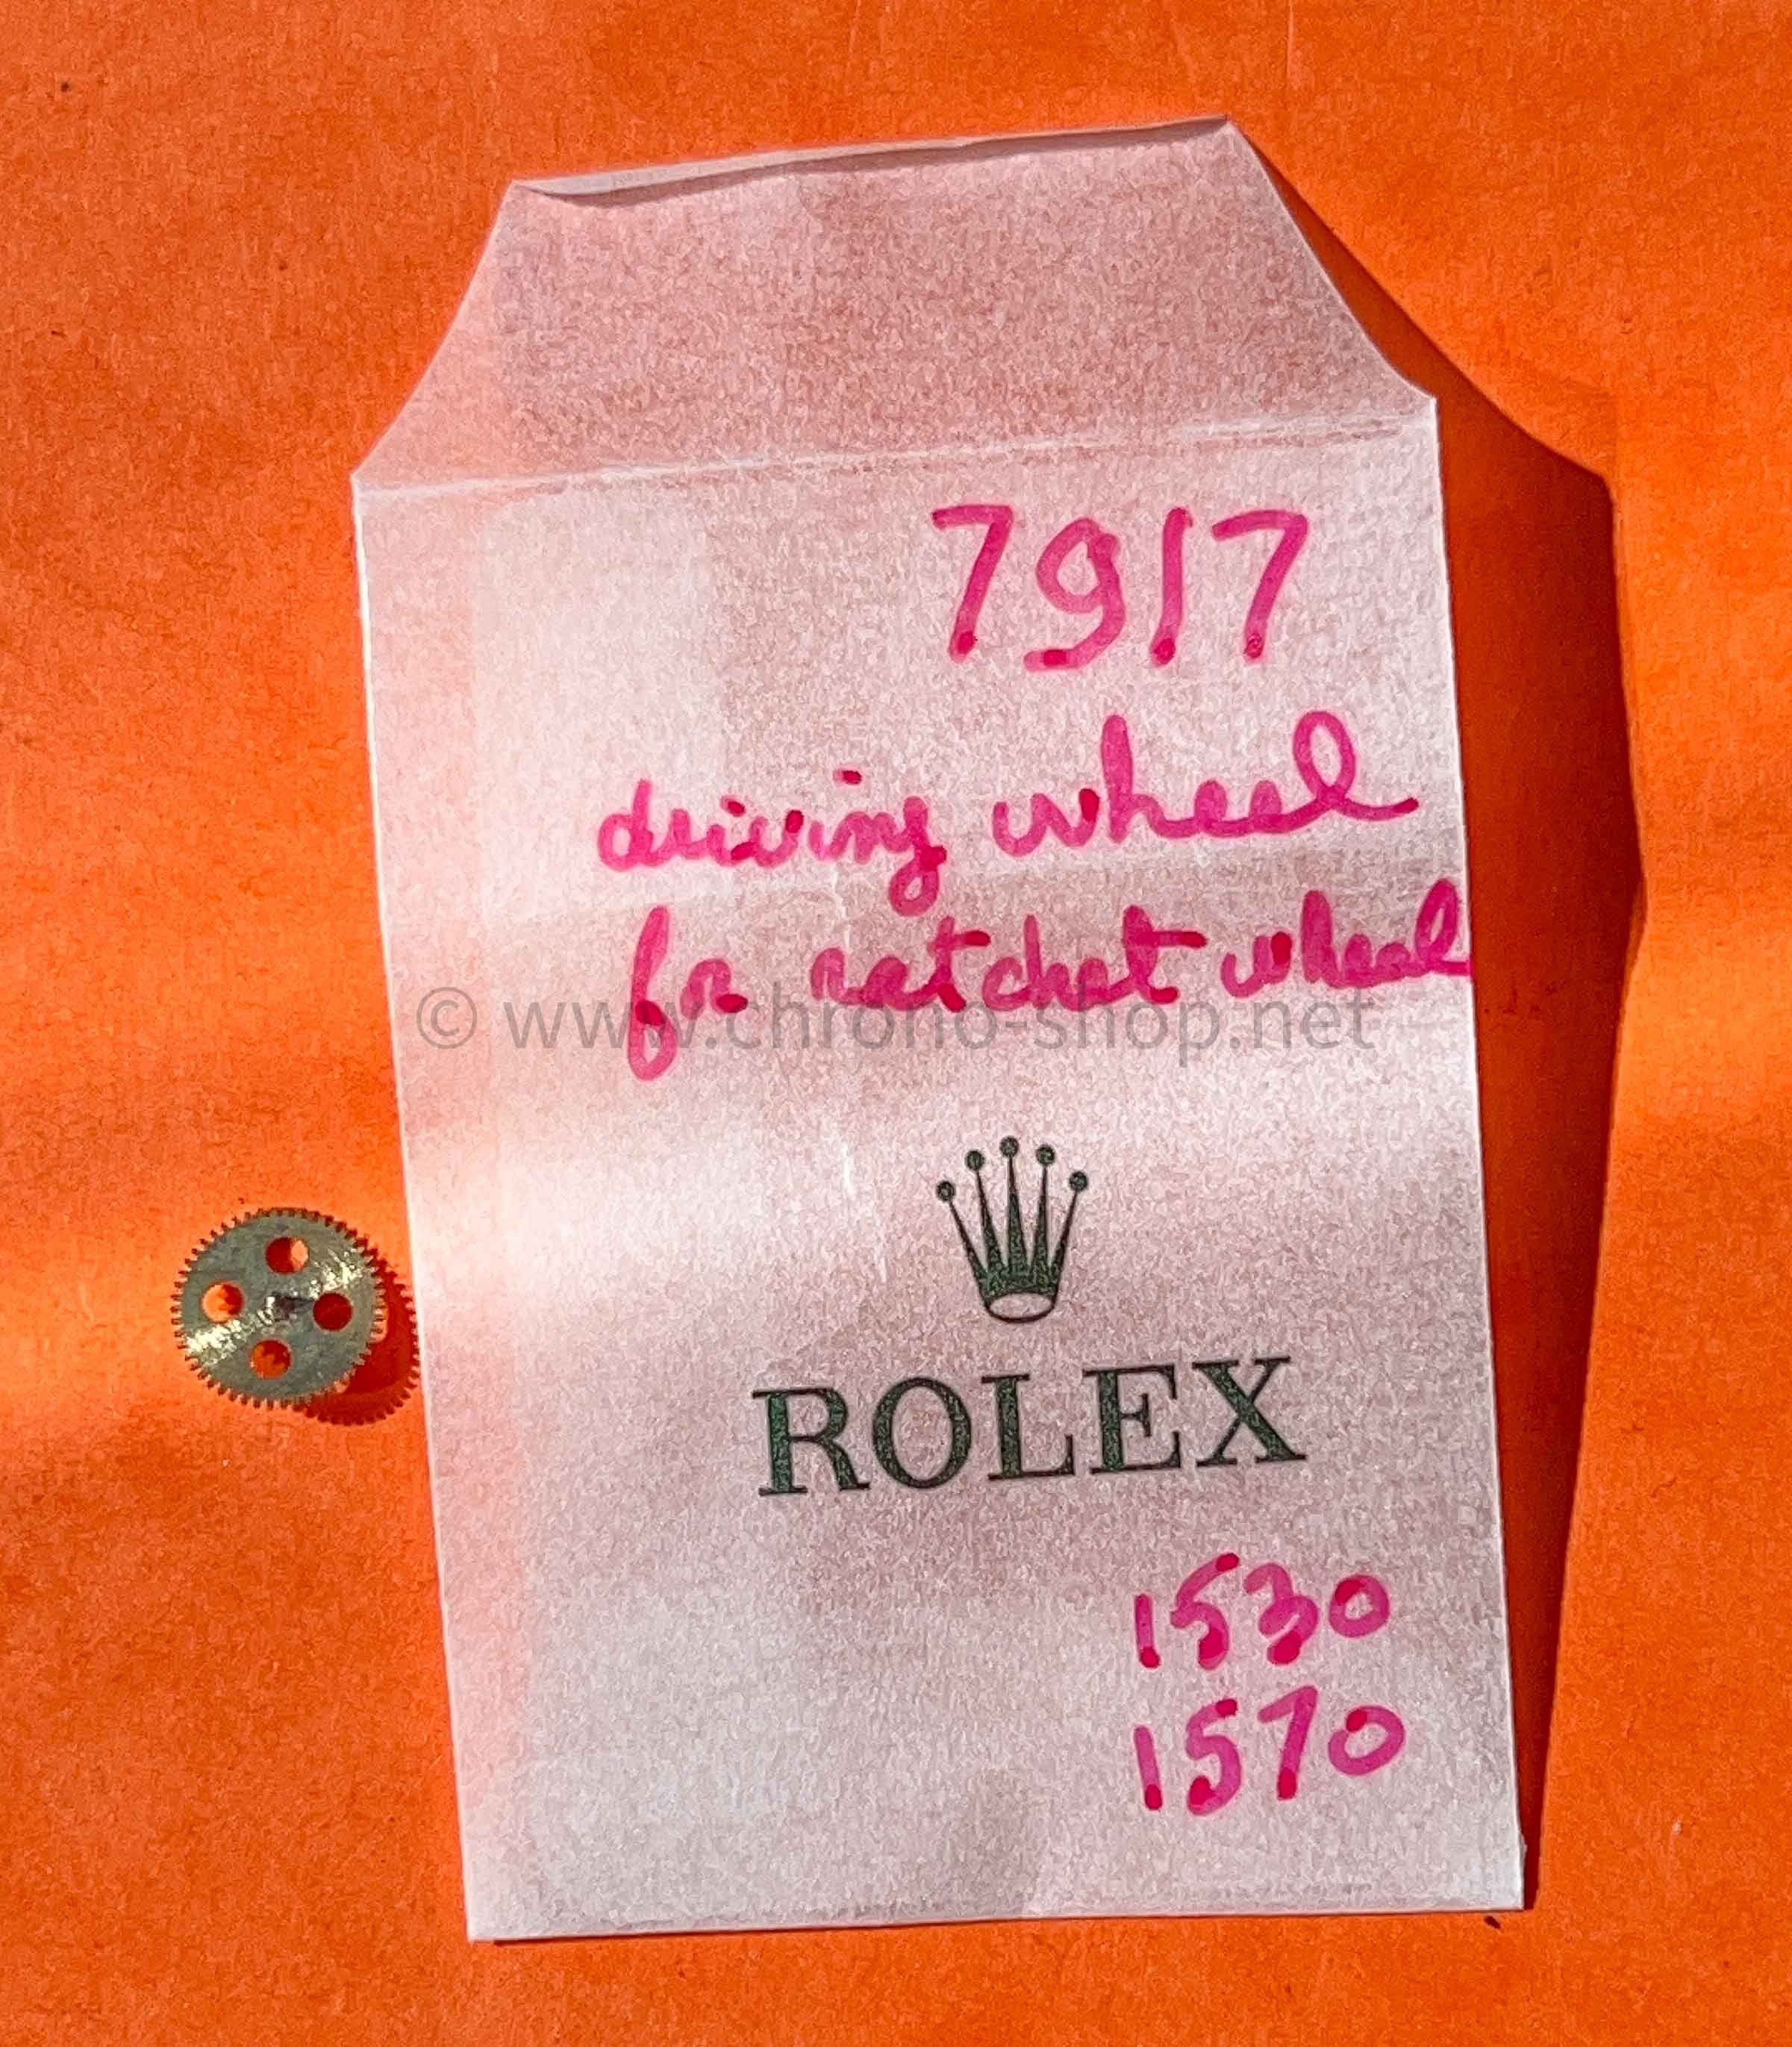 7917
driving wheel
for ratchet wheel
© www.chrono-shop.net
ROLEX
1530
1570